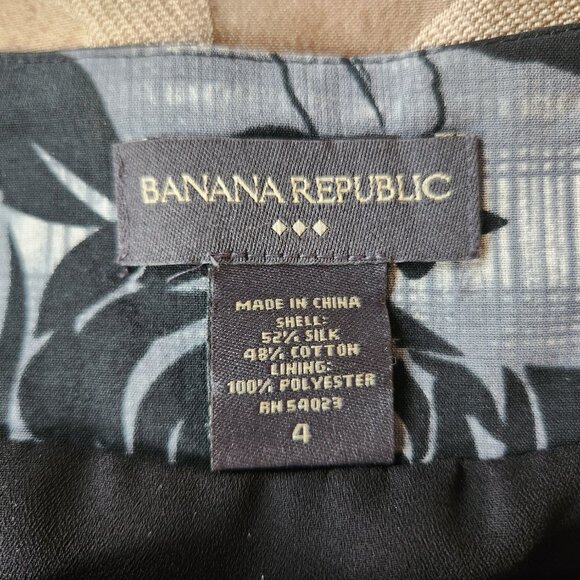 BANANA REPUBLIC
MADE IN CHINA
SHELL:
52% SILK
48% COTTON
LINING:
100% POLYESTER
RN 54023
4